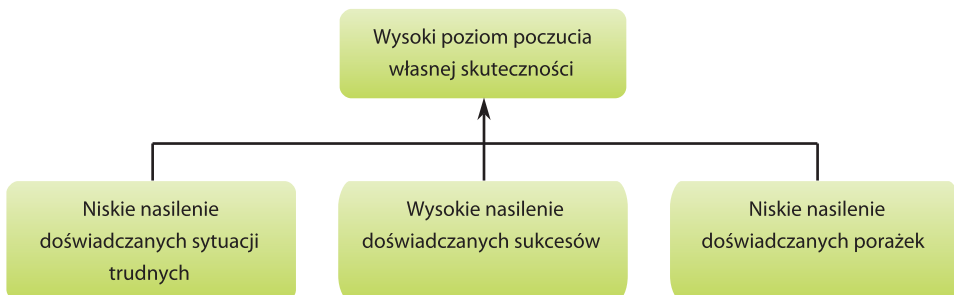 Wysoki poziom poczucia
własnej skuteczności
Niskie nasilenie
doświadczanych sytuacji
trudnych
Wysokie nasilenie
doświadczanych sukcesów
Niskie nasilenie
doświadczanych porażek